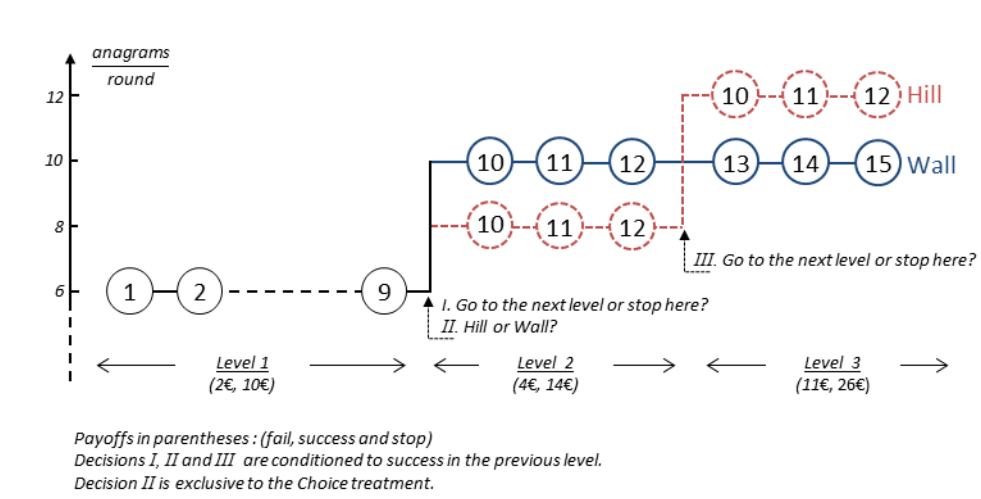 anagrams
round
12
10 11 12 Hill
10
10 11 12 13 14 15 Wall
8
10 11 12
III. Go to the next level or stop here?
6
1 2 9
I. Go to the next level or stop here?
II. Hill or Wall?
Level 1 Level 2 Level 3
(2€, 10€) (4€, 14€) (11€, 26€)
Payoffs in parentheses : (fail, success and stop)
Decisions I, II and III are conditioned to success in the previous level.
Decision II is exclusive to the Choice treatment.